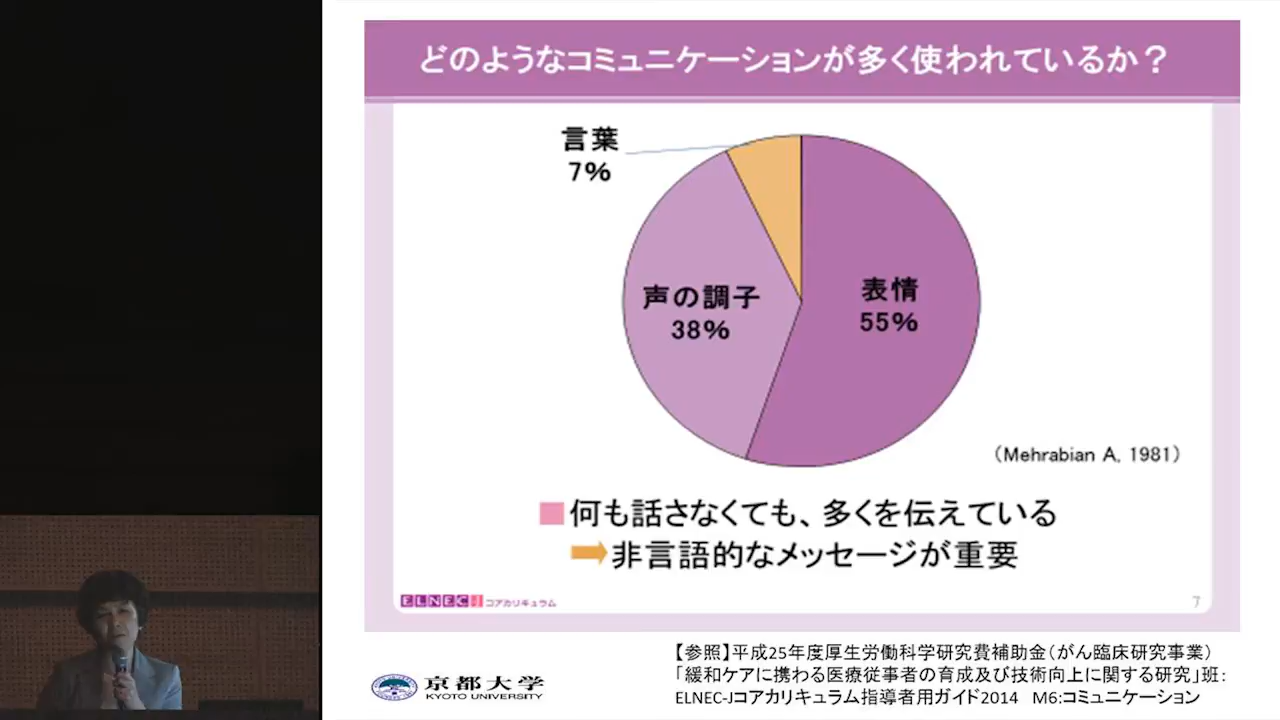 どのようなコミュニケーションが多く使われているか？
言葉
7%
声の調子
38%
表情
55%
（Mehrabian A, 1981）
何も話さなくても、多くを伝えている
非言語的なメッセージが重要
ELNEC J コアカリキュラム
7
京都大学
KYOTO UNIVERSITY
【参照】平成25年度厚生労働科学研究費補助金（がん臨床研究事業）
「緩和ケアに携わる医療従事者の育成及び技術向上に関する研究」班：
ELNEC-Jコアカリキュラム指導者用ガイド2014 M6:コミュニケーション